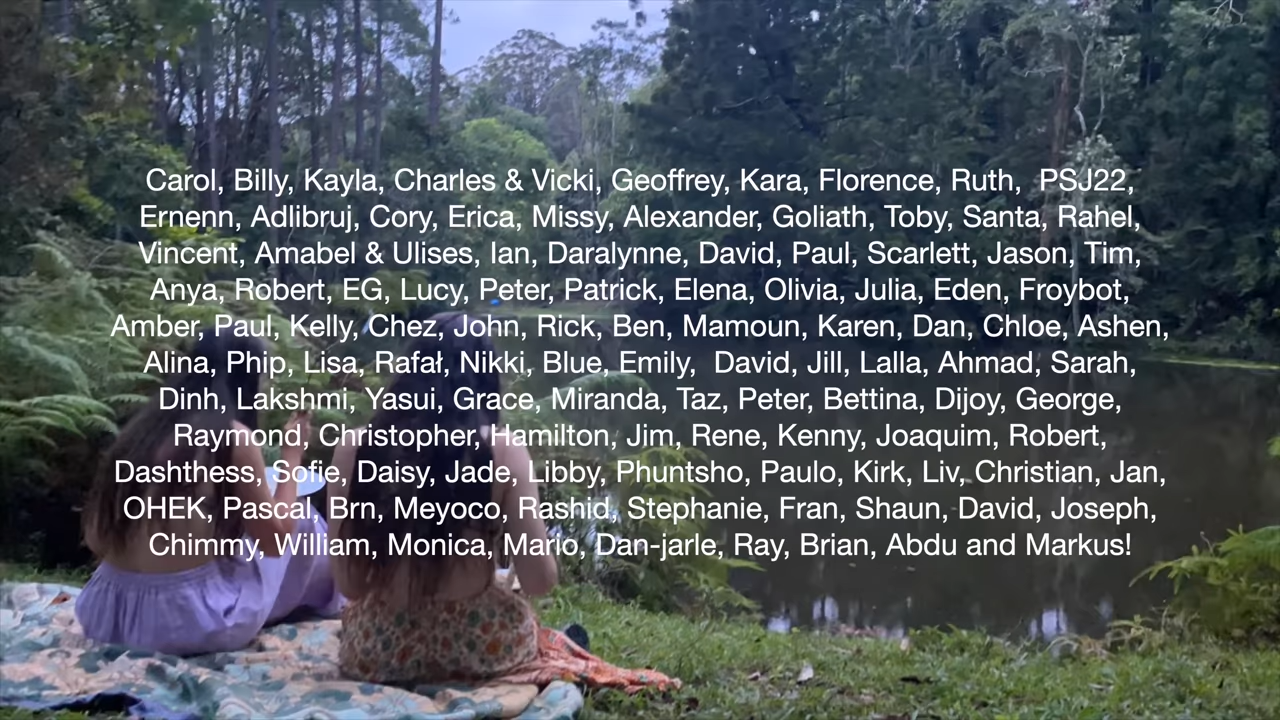 Carol, Billy, Kayla, Charles & Vicki, Geoffrey, Kara, Florence, Ruth,  PSJ22,
Ernenn, Adlibruj, Cory, Erica, Missy, Alexander, Goliath, Toby, Santa, Rahel,
Vincent, Amabel & Ulises, Ian, Daralynne, David, Paul, Scarlett, Jason, Tim,
Anya, Robert, EG, Lucy, Peter, Patrick, Elena, Olivia, Julia, Eden, Froybot,
Amber, Paul, Kelly, Chez, John, Rick, Ben, Mamoun, Karen, Dan, Chloe, Ashen,
Alina, Phip, Lisa, Rafał, Nikki, Blue, Emily,  David, Jill, Lalla, Ahmad, Sarah,
Dinh, Lakshmi, Yasui, Grace, Miranda, Taz, Peter, Bettina, Dijoy, George,
Raymond, Christopher, Hamilton, Jim, Rene, Kenny, Joaquim, Robert,
Dashthess, Sofie, Daisy, Jade, Libby, Phuntsho, Paulo, Kirk, Liv, Christian, Jan,
OHEK, Pascal, Brn, Meyoco, Rashid, Stephanie, Fran, Shaun, David, Joseph,
Chimmy, William, Monica, Mario, Dan-jarle, Ray, Brian, Abdu and Markus!